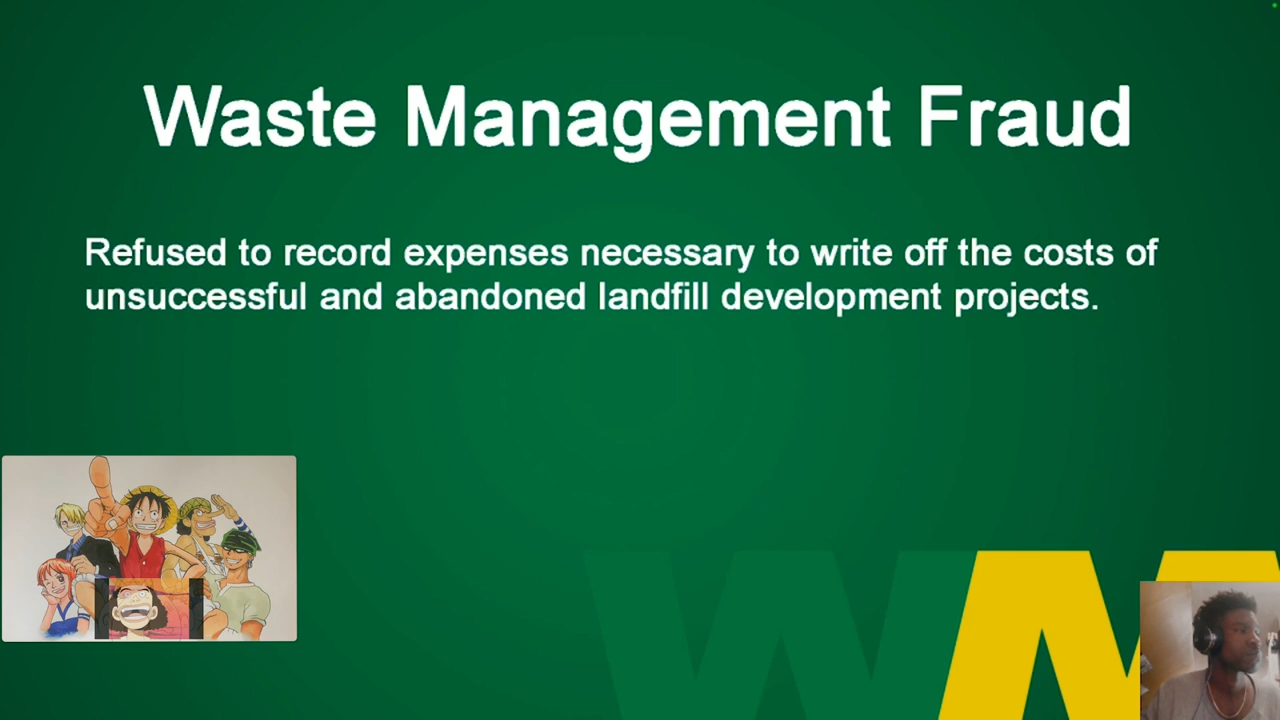 Waste Management Fraud
Refused to record expenses necessary to write off the costs of
unsuccessful and abandoned landfill development projects.
WM